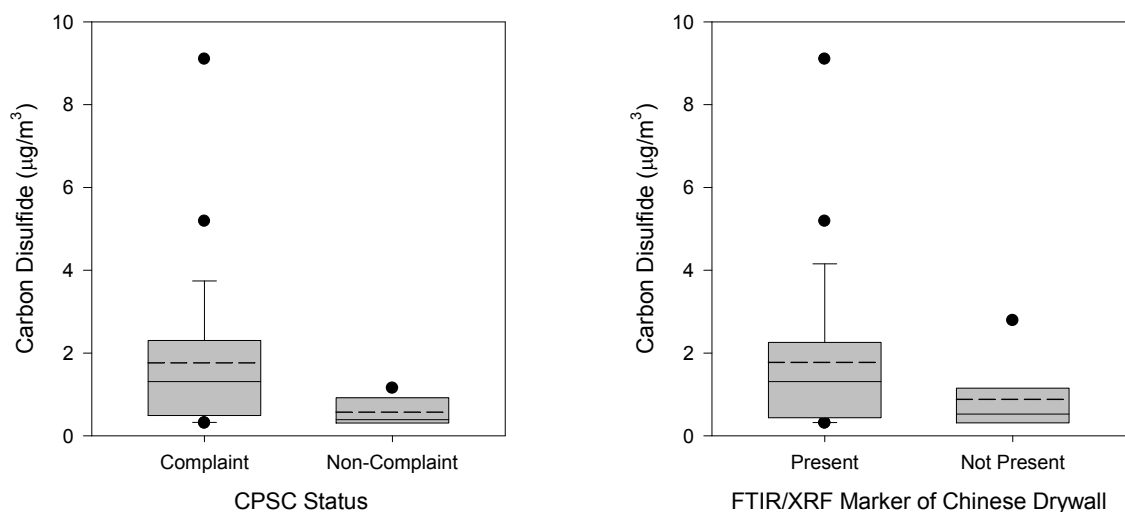 Carbon Disulfide (µg/m³)
10
8
6
4
2
0
Complaint Non-Complaint
CPSC Status
Carbon Disulfide (µg/m³)
10
8
6
4
2
0
Present Not Present
FTIR/XRF Marker of Chinese Drywall